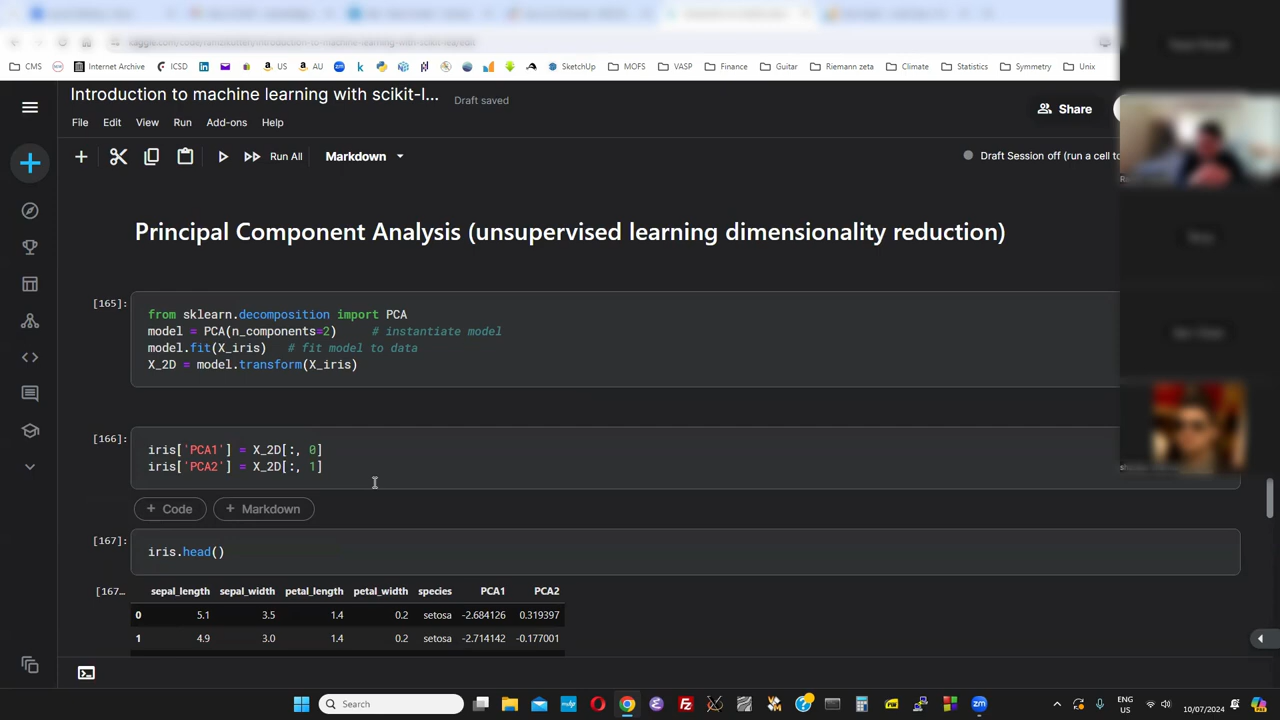 CMS
Internet Archive
ICSD
US
AU
SketchUp
MOFS
VASP
Finance
Guitar
Riemann zeta
Climate
Statistics
Symmetry
Unix
Introduction to machine learning with scikit-l...
Draft saved
Share
File Edit View Run Add-ons Help
Run All
Markdown
Draft Session off (run a cell to
Principal Component Analysis (unsupervised learning dimensionality reduction)
[165]:
from sklearn.decomposition import PCA
model = PCA(n_components=2) # instantiate model
model.fit(X_iris) # fit model to data
X_2D = model.transform(X_iris)
[166]:
iris['PCA1'] = X_2D[:, 0]
iris['PCA2'] = X_2D[:, 1]
+ Code + Markdown
[167]:
iris.head()
[167...
sepal_length sepal_width petal_length petal_width species PCA1 PCA2
0 5.1 3.5 1.4 0.2 setosa -2.684126 0.319397
1 4.9 3.0 1.4 0.2 setosa -2.714142 -0.177001
Search
ENG
US
10/07/2024